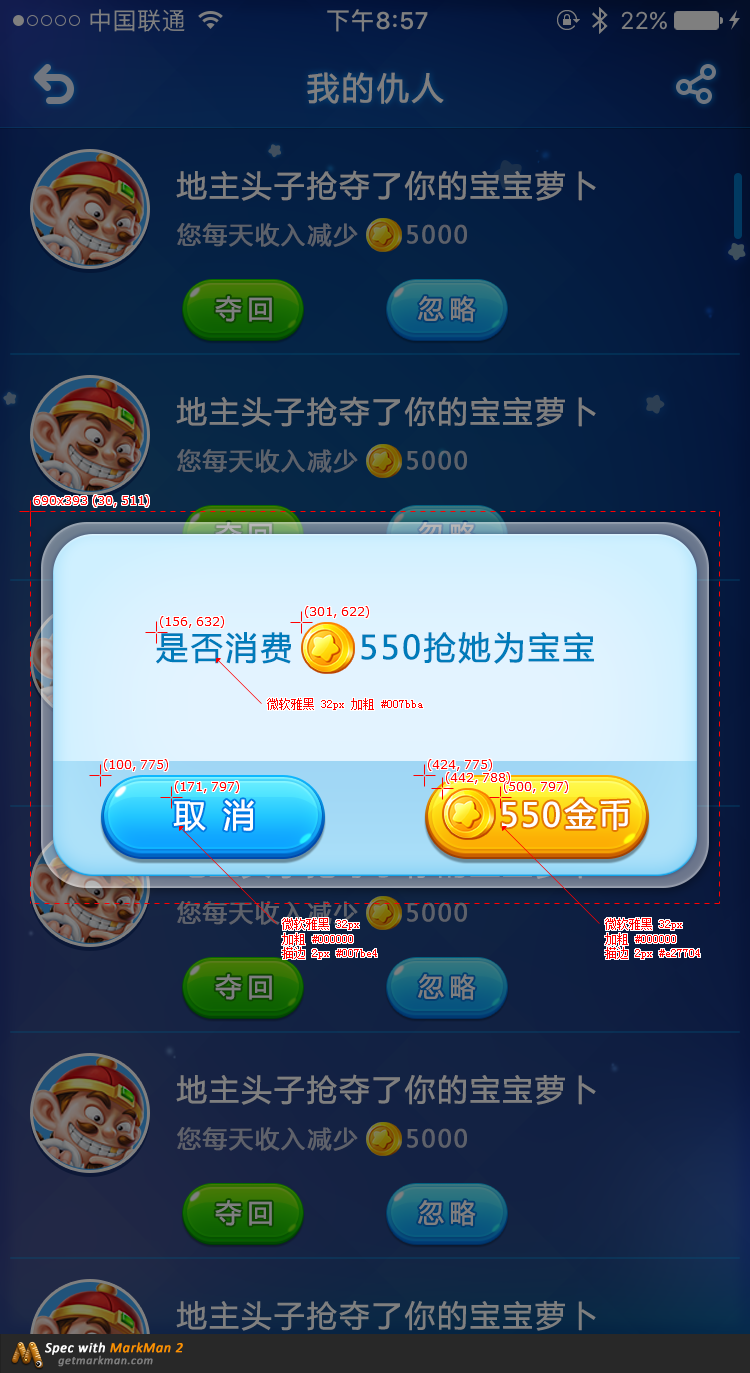 中国联通 下午8:57 22%
我的仇人
地主头子抢夺了你的宝宝萝卜
您每天收入减少 5000
夺回 忽略
地主头子抢夺了你的宝宝萝卜
您每天收入减少 5000
690x393 (30, 511)
夺回 忽略
(156, 632) (301, 622)
是否消费 550抢她为宝宝
微软雅黑 32px 加粗 #007bba
(100, 775) (424, 775)
(171, 797) (442, 788) (500, 797)
取 消 550金币
您每天收入减少 5000
微软雅黑 32px
加粗 #000000
描边 2px #007be4
微软雅黑 32px
加粗 #000000
描边 2px #e27704
夺回 忽略
地主头子抢夺了你的宝宝萝卜
您每天收入减少 5000
夺回 忽略
地主头子抢夺了你的宝宝萝卜
Spec with MarkMan 2
getmarkman.com